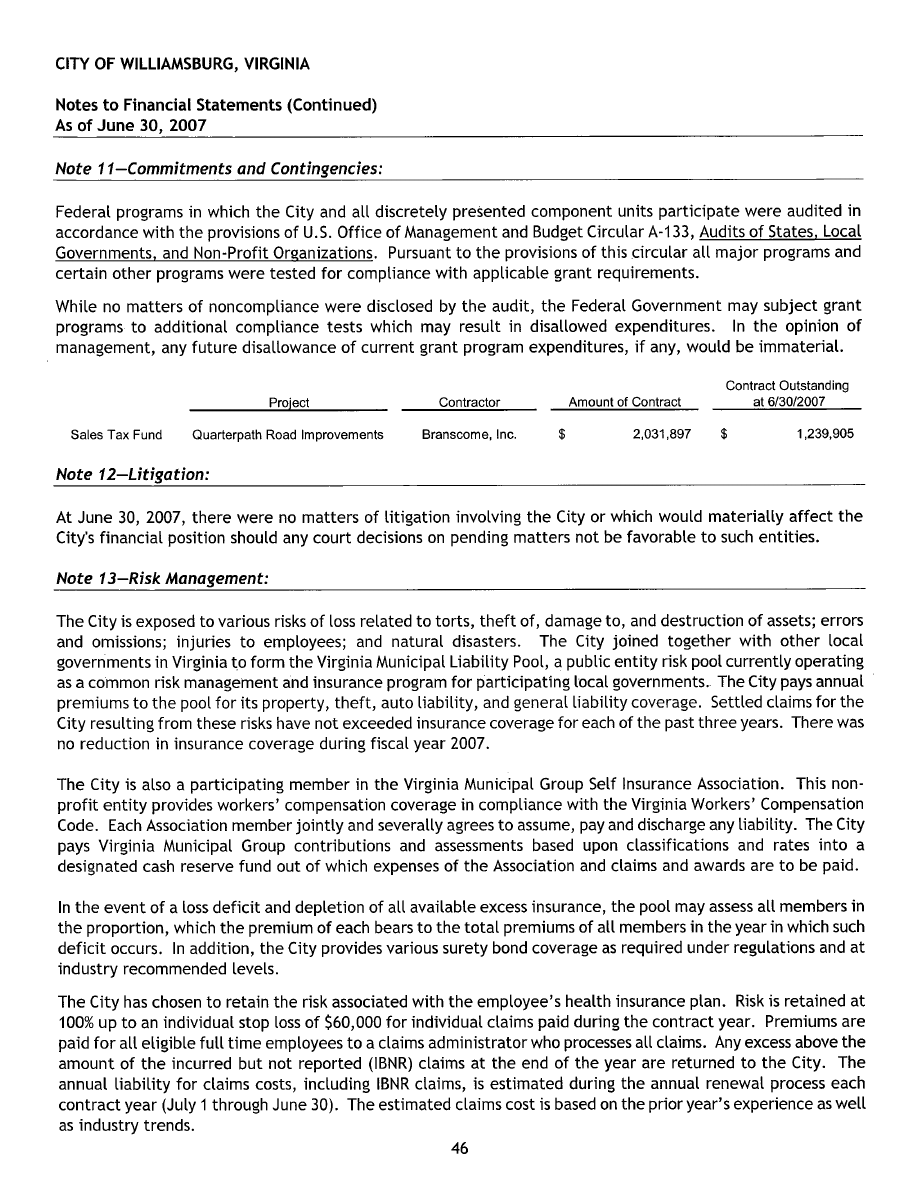 CITY OF WILLIAMSBURG, VIRGINIA
Notes to Financial Statements (Continued)
As of June 30, 2007
Note 11—Commitments and Contingencies:
Federal programs in which the City and all discretely presented component units participate were audited in
accordance with the provisions of U.S. Office of Management and Budget Circular A-133, Audits of States, Local
Governments, and Non-Profit Organizations. Pursuant to the provisions of this circular all major programs and
certain other programs were tested for compliance with applicable grant requirements.
While no matters of noncompliance were disclosed by the audit, the Federal Government may subject grant
programs to additional compliance tests which may result in disallowed expenditures. In the opinion of
management, any future disallowance of current grant program expenditures, if any, would be immaterial.
Contract Outstanding
Project Contractor Amount of Contract at 6/30/2007
Sales Tax Fund Quarterpath Road Improvements Branscome, Inc. $ 2,031,897 $ 1,239,905
Note 12—Litigation:
At June 30, 2007, there were no matters of litigation involving the City or which would materially affect the
City's financial position should any court decisions on pending matters not be favorable to such entities.
Note 13—Risk Management:
The City is exposed to various risks of loss related to torts, theft of, damage to, and destruction of assets; errors
and omissions; injuries to employees; and natural disasters. The City joined together with other local
governments in Virginia to form the Virginia Municipal Liability Pool, a public entity risk pool currently operating
as a common risk management and insurance program for participating local governments. The City pays annual
premiums to the pool for its property, theft, auto liability, and general liability coverage. Settled claims for the
City resulting from these risks have not exceeded insurance coverage for each of the past three years. There was
no reduction in insurance coverage during fiscal year 2007.
The City is also a participating member in the Virginia Municipal Group Self Insurance Association. This non-
profit entity provides workers' compensation coverage in compliance with the Virginia Workers' Compensation
Code. Each Association member jointly and severally agrees to assume, pay and discharge any liability. The City
pays Virginia Municipal Group contributions and assessments based upon classifications and rates into a
designated cash reserve fund out of which expenses of the Association and claims and awards are to be paid.
In the event of a loss deficit and depletion of all available excess insurance, the pool may assess all members in
the proportion, which the premium of each bears to the total premiums of all members in the year in which such
deficit occurs. In addition, the City provides various surety bond coverage as required under regulations and at
industry recommended levels.
The City has chosen to retain the risk associated with the employee's health insurance plan. Risk is retained at
100% up to an individual stop loss of $60,000 for individual claims paid during the contract year. Premiums are
paid for all eligible full time employees to a claims administrator who processes all claims. Any excess above the
amount of the incurred but not reported (IBNR) claims at the end of the year are returned to the City. The
annual liability for claims costs, including IBNR claims, is estimated during the annual renewal process each
contract year (July 1 through June 30). The estimated claims cost is based on the prior year's experience as well
as industry trends.
46